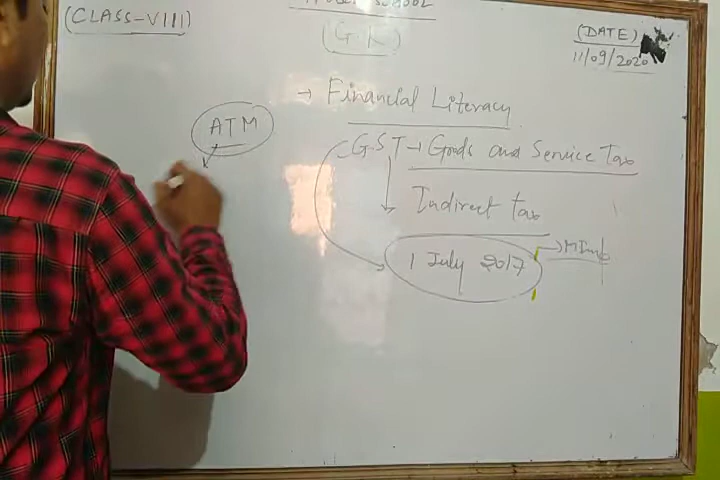 (CLASS-VIII)
(G.K)
(DATE)
11/09/2020
→ Financial Literacy
ATM
G.S.T → Goods and Service Tax
Indirect tax
1 July 2017